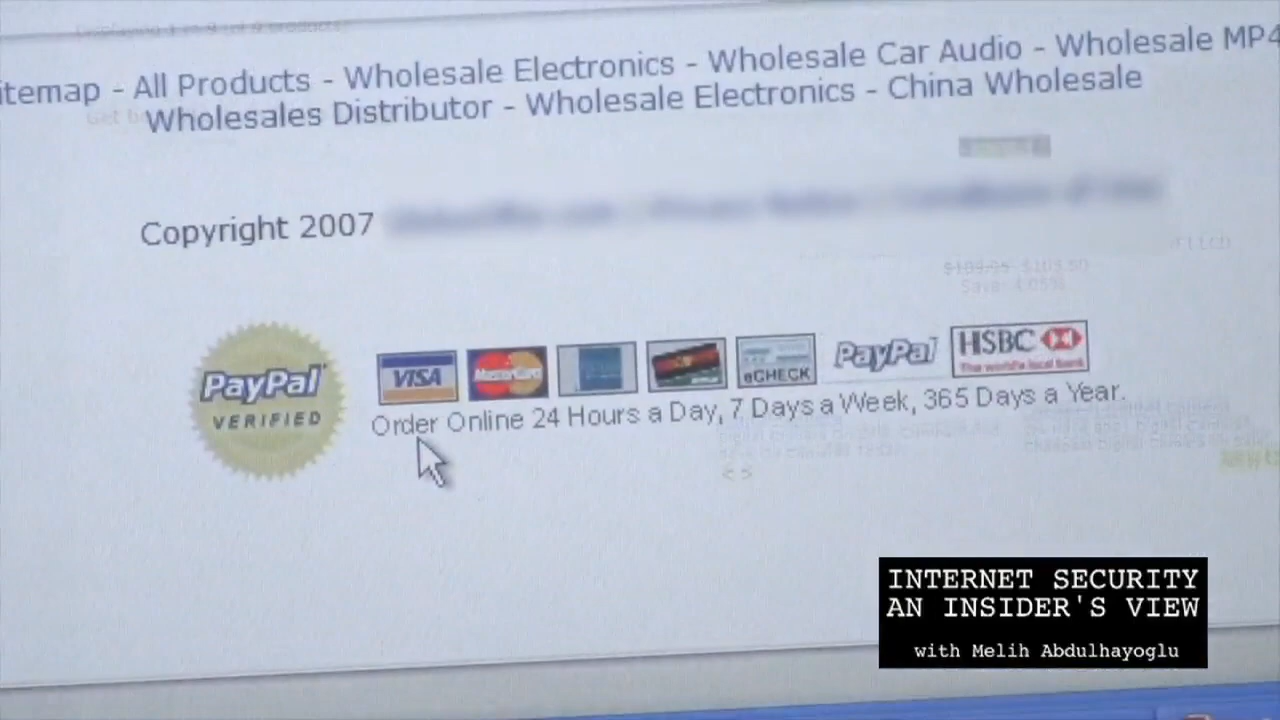 itemap - All Products - Wholesale Electronics - Wholesale Car Audio - Wholesale MP4
Wholesales Distributor - Wholesale Electronics - China Wholesale
Copyright 2007
PayPal
VERIFIED
VISA
MasterCard
eCHECK
PayPal
HSBC
The world's local bank
Order Online 24 Hours a Day, 7 Days a Week, 365 Days a Year.
INTERNET SECURITY
AN INSIDER'S VIEW
with Melih Abdulhayoglu